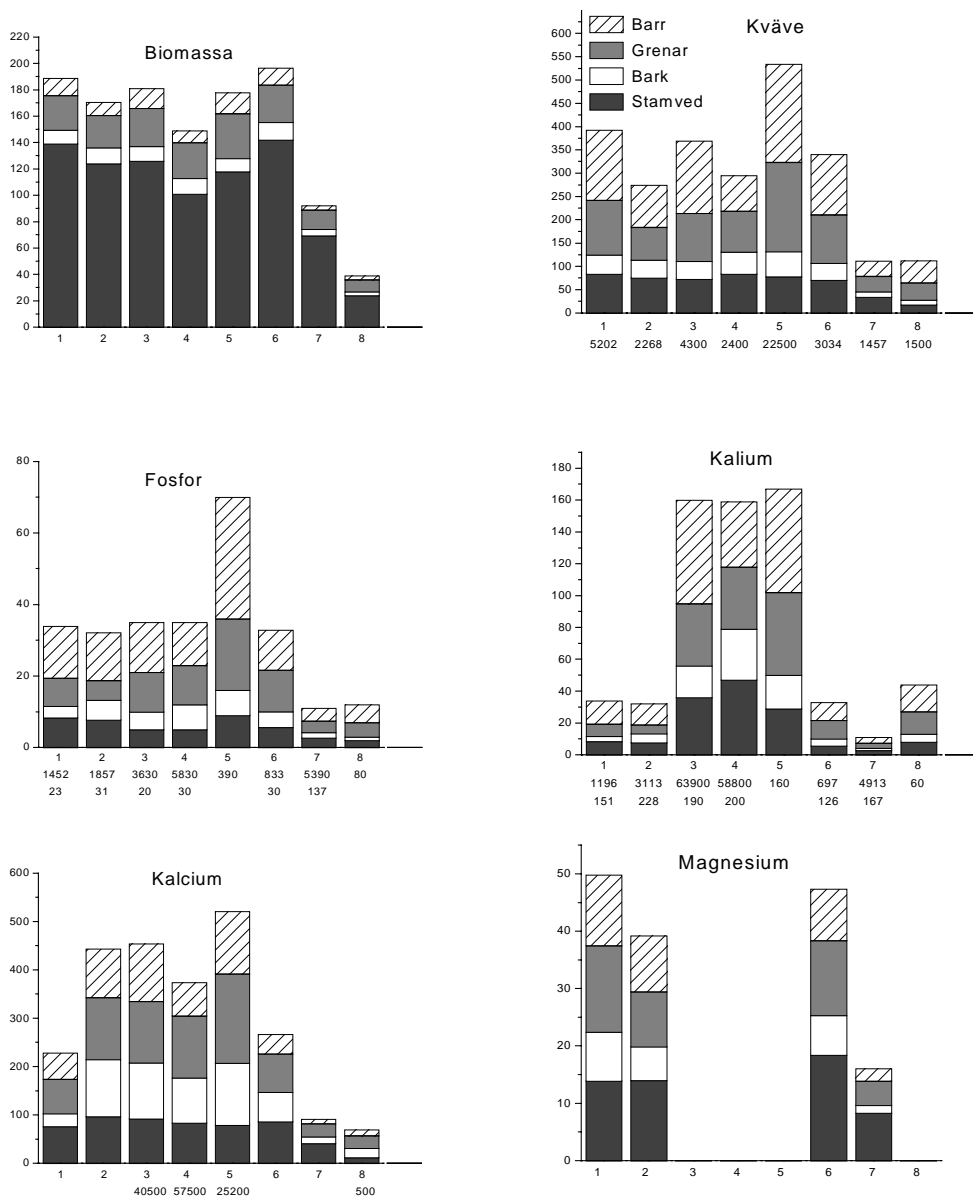 Biomassa
220
200
180
160
140
120
100
80
60
40
20
0
1 2 3 4 5 6 7 8
Kväve
Barr
Grenar
Bark
Stamved
600
550
500
450
400
350
300
250
200
150
100
50
0
1 2 3 4 5 6 7 8
5202 2268 4300 2400 22500 3034 1457 1500
Fosfor
80
60
40
20
0
1 2 3 4 5 6 7 8
1452 1857 3630 5830 390 833 5390 80
23 31 20 30 30 137
Kalium
180
160
140
120
100
80
60
40
20
0
1 2 3 4 5 6 7 8
1196 3113 63900 58800 160 697 4913 60
151 228 190 200 126 167
Kalcium
600
500
400
300
200
100
0
1 2 3 4 5 6 7 8
40500 57500 25200 500
Magnesium
50
40
30
20
10
0
1 2 3 4 5 6 7 8